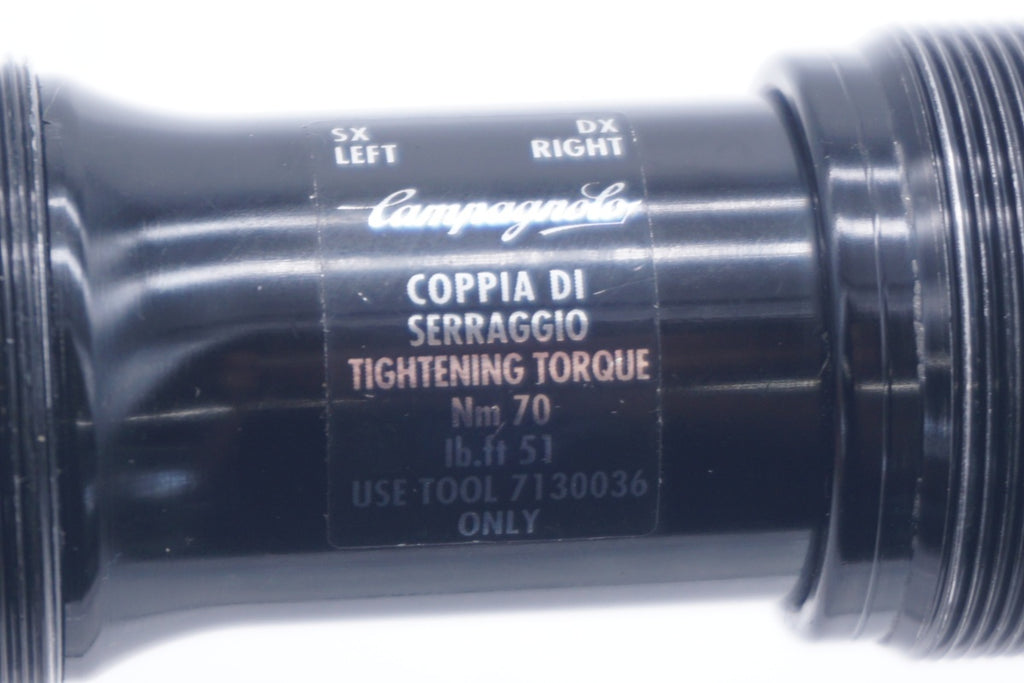 SX DX
LEFT RIGHT
Campagnolo
COPPIA DI
SERRAGGIO
TIGHTENING TORQUE
Nm 70
lb.ft 51
USE TOOL 7130036
ONLY